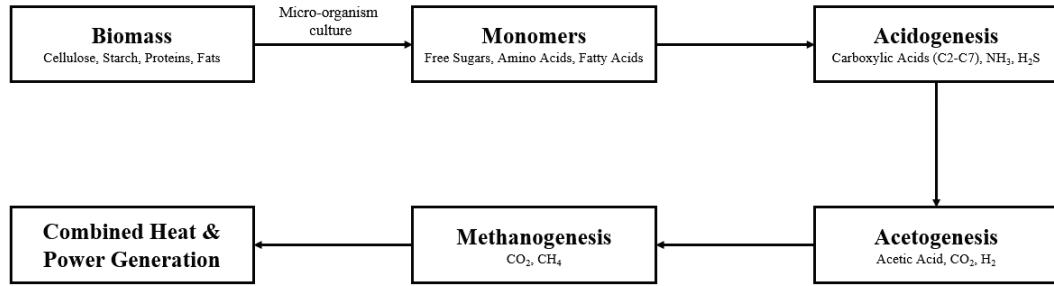 Biomass
Cellulose, Starch, Proteins, Fats
Micro-organism
culture
Monomers
Free Sugars, Amino Acids, Fatty Acids
Acidogenesis
Carboxylic Acids (C2-C7), NH₃, H₂S
Combined Heat &
Power Generation
Methanogenesis
CO₂, CH₄
Acetogenesis
Acetic Acid, CO₂, H₂